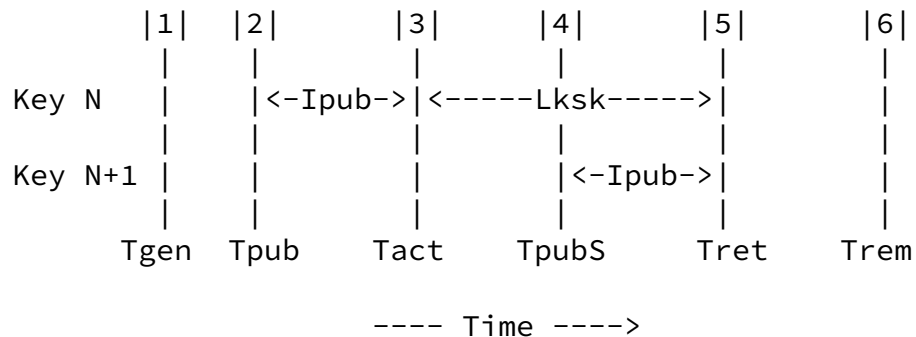 |1| |2| |3| |4| |5| |6|
| | | | | |
Key N | |<-Ipub->|<-----Lksk----->| |
| | | | | |
Key N+1 | | | |<-Ipub->| |
| | | | | |
Tgen Tpub Tact TpubS Tret Trem
---- Time ---->